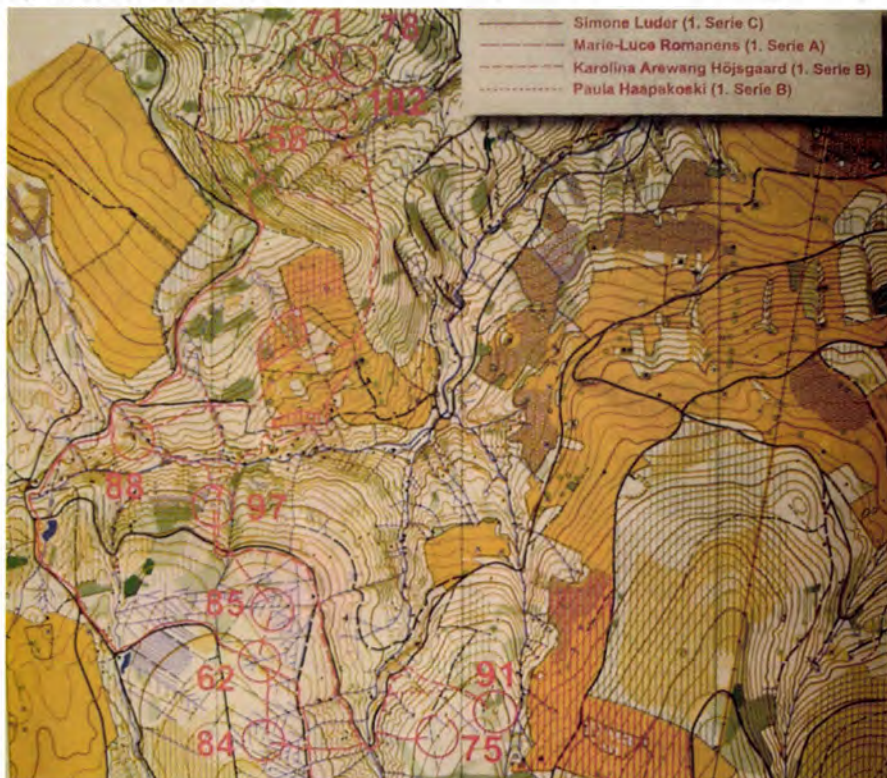 71
78
Simone Luder (1. Serie C)
Marie-Luce Romanens (1. Serie A)
Karolina Arewang Höjsgaard (1. Serie B)
Paula Haapakoski (1. Serie B)
102
58
88
97
85
62
91
84
75